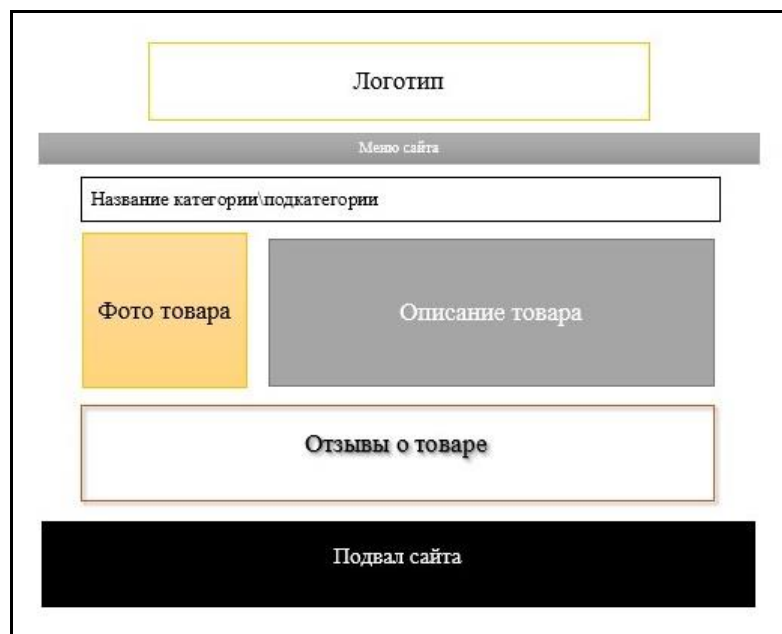 Логотип
Меню сайта
Название категории\подкатегории
Фото товара
Описание товара
Отзывы о товаре
Подвал сайта